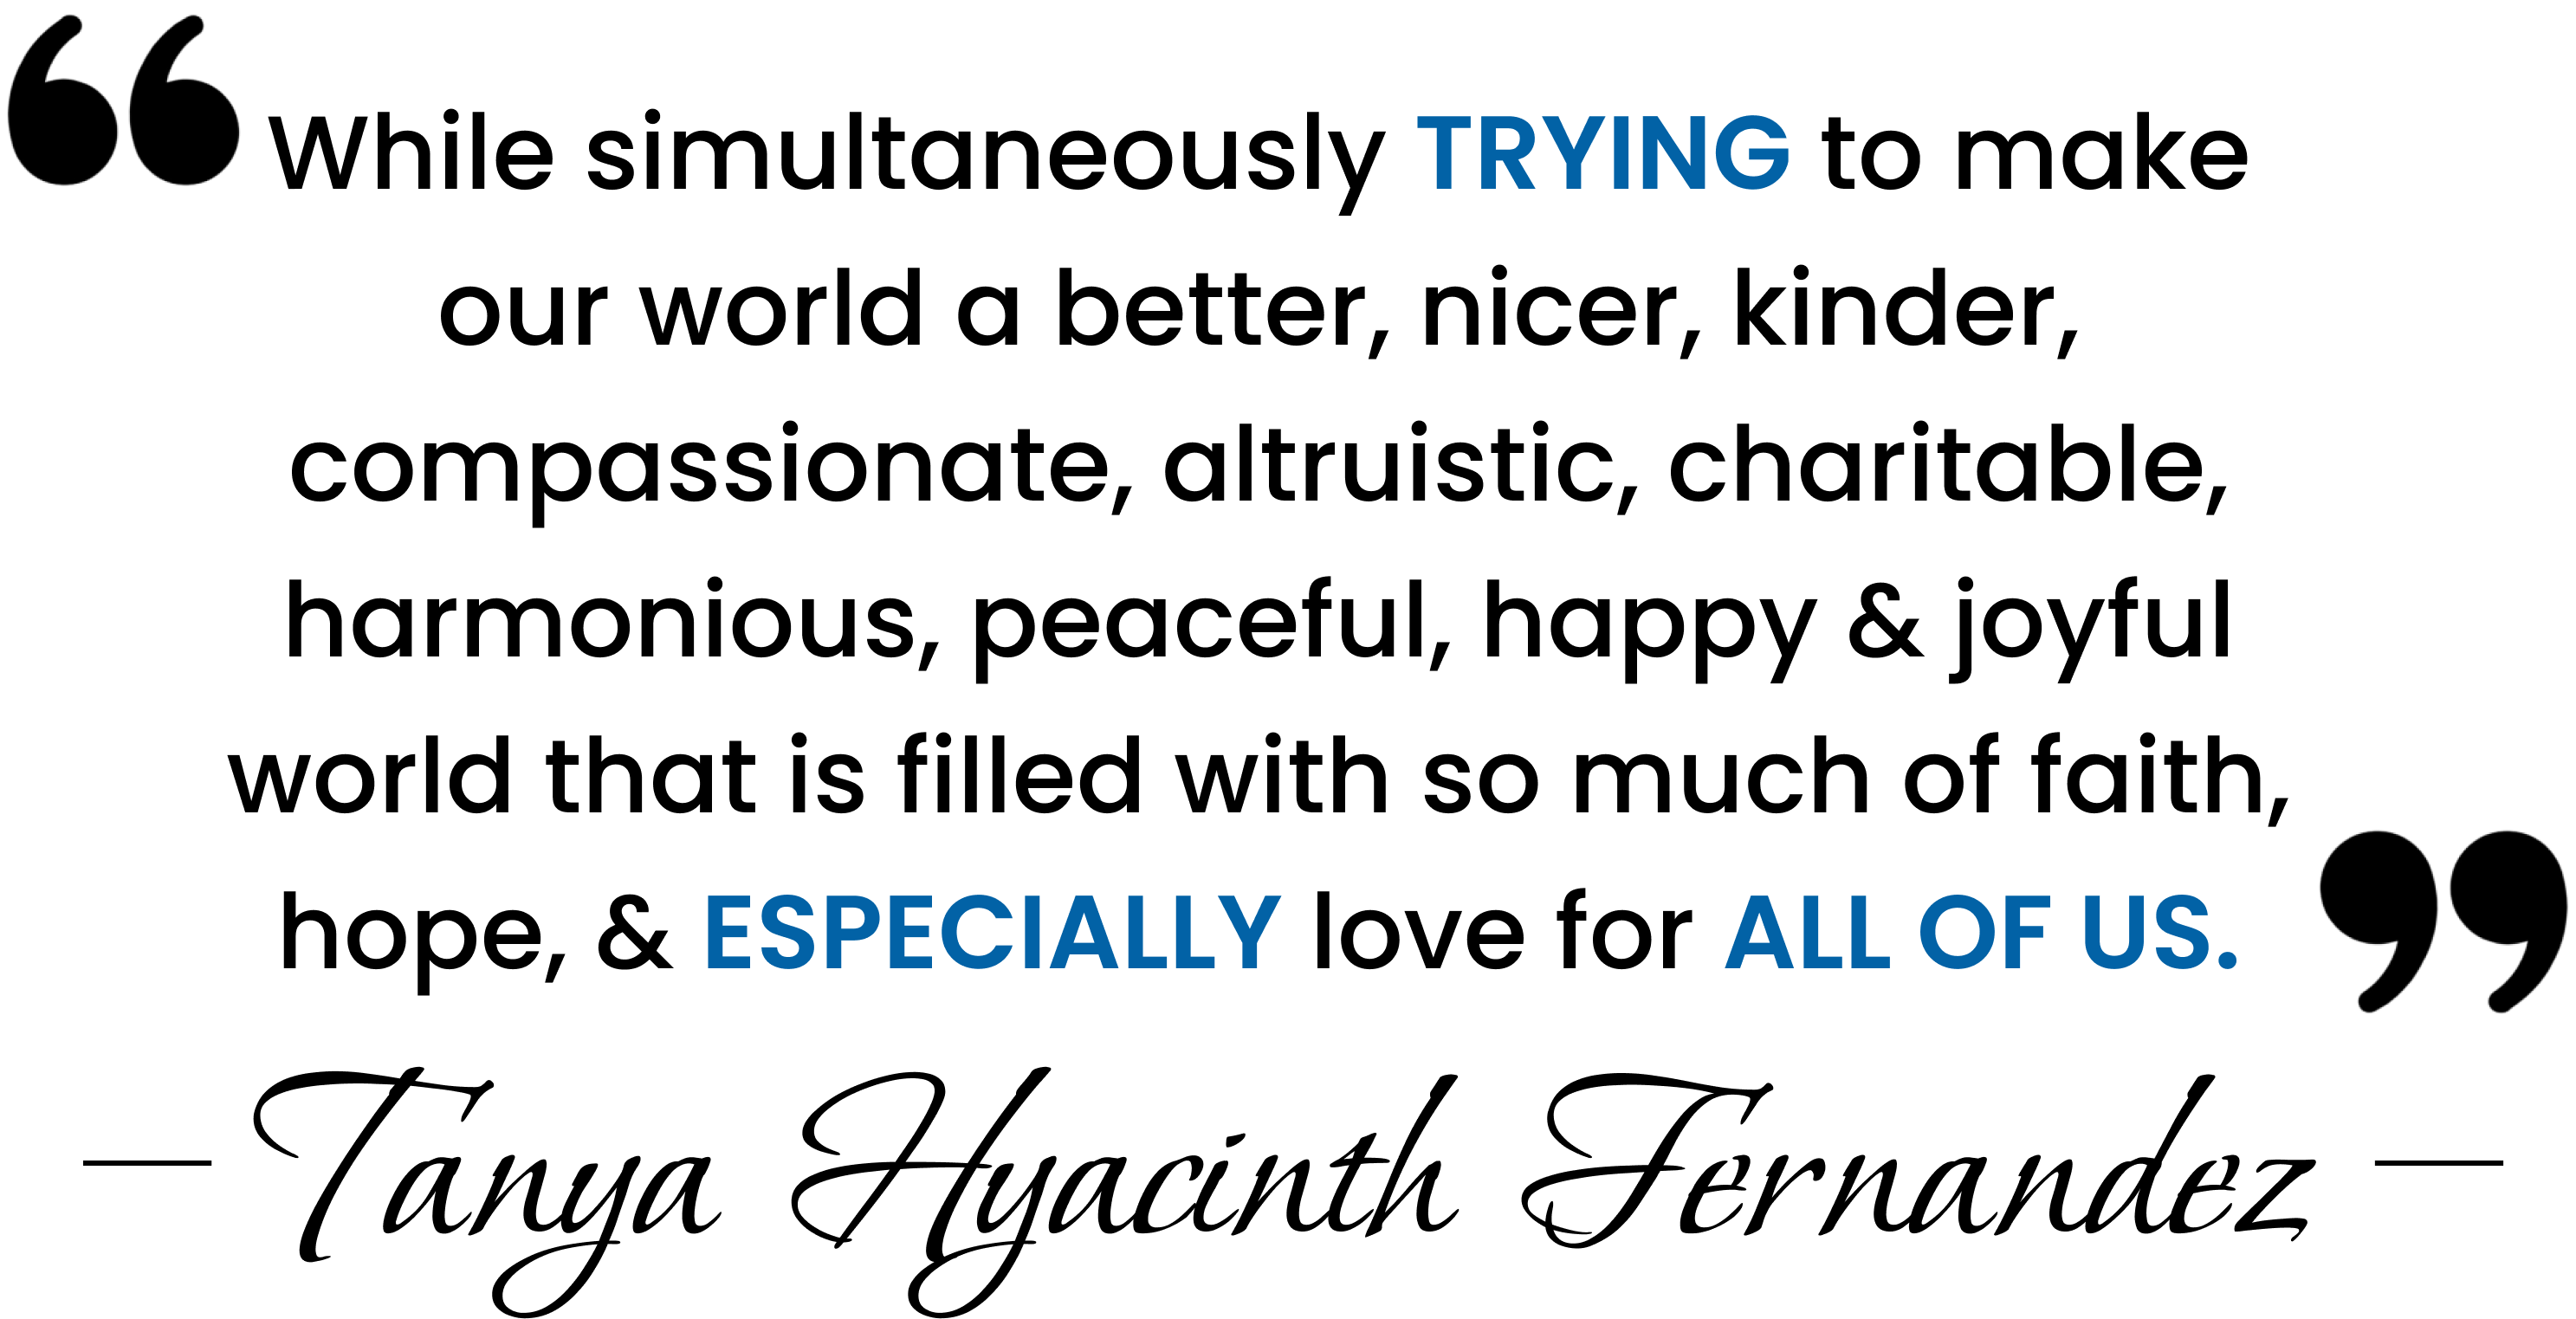 “While simultaneously TRYING to make
our world a better, nicer, kinder,
compassionate, altruistic, charitable,
harmonious, peaceful, happy & joyful
world that is filled with so much of faith,
hope, & ESPECIALLY love for ALL OF US.”
— Tanya Hyacinth Fernandez —